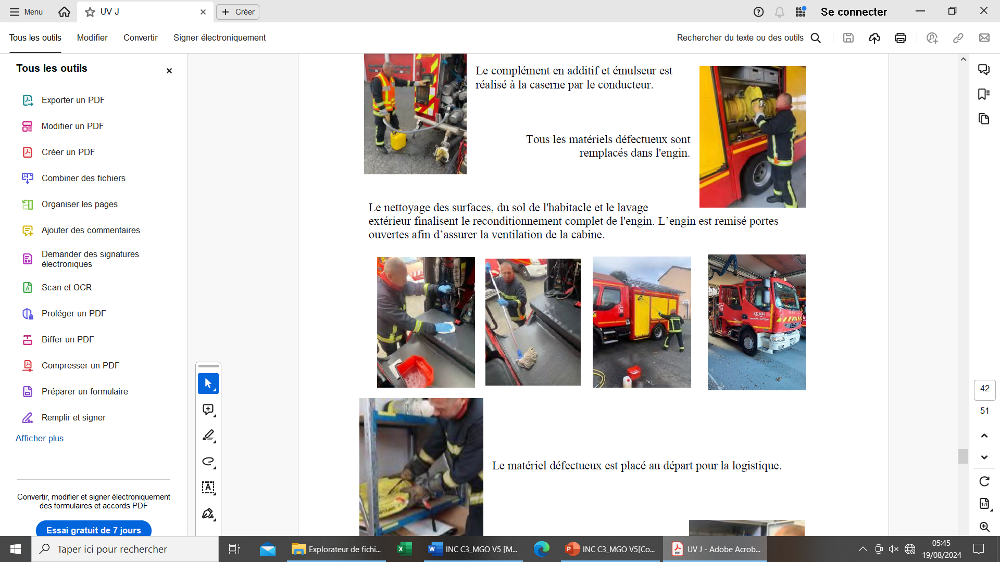 Menu
UV J
Créer
Se connecter
Tous les outils
Modifier
Convertir
Signer électroniquement
Rechercher du texte ou des outils
Tous les outils
Exporter un PDF
Modifier un PDF
Créer un PDF
Combiner des fichiers
Organiser les pages
Ajouter des commentaires
Demander des signatures
électroniques
Scan et OCR
Protéger un PDF
Biffer un PDF
Compresser un PDF
Préparer un formulaire
Remplir et signer
Afficher plus
Convertir, modifier et signer électroniquement
des formulaires et accords PDF
Essai gratuit de 7 jours
Le complément en additif et émulseur est
réalisé à la caserne par le conducteur.
Tous les matériels défectueux sont
remplacés dans l'engin.
Le nettoyage des surfaces, du sol de l'habitacle et le lavage
extérieur finalisent le reconditionnement complet de l'engin. L’engin est remisé portes
ouvertes afin d’assurer la ventilation de la cabine.
Le matériel défectueux est placé au départ pour la logistique.
42
51
Taper ici pour rechercher
Explorateur de fichi...
INC C3_MGO V5 [M...
INC C3_MGO V5[Co...
UV J - Adobe Acrob...
05:45
19/08/2024